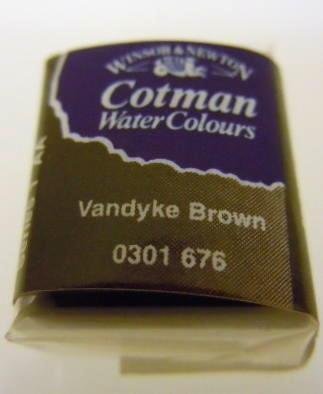 WINSOR & NEWTON
Cotman
Water Colours
Vandyke Brown
0301 676